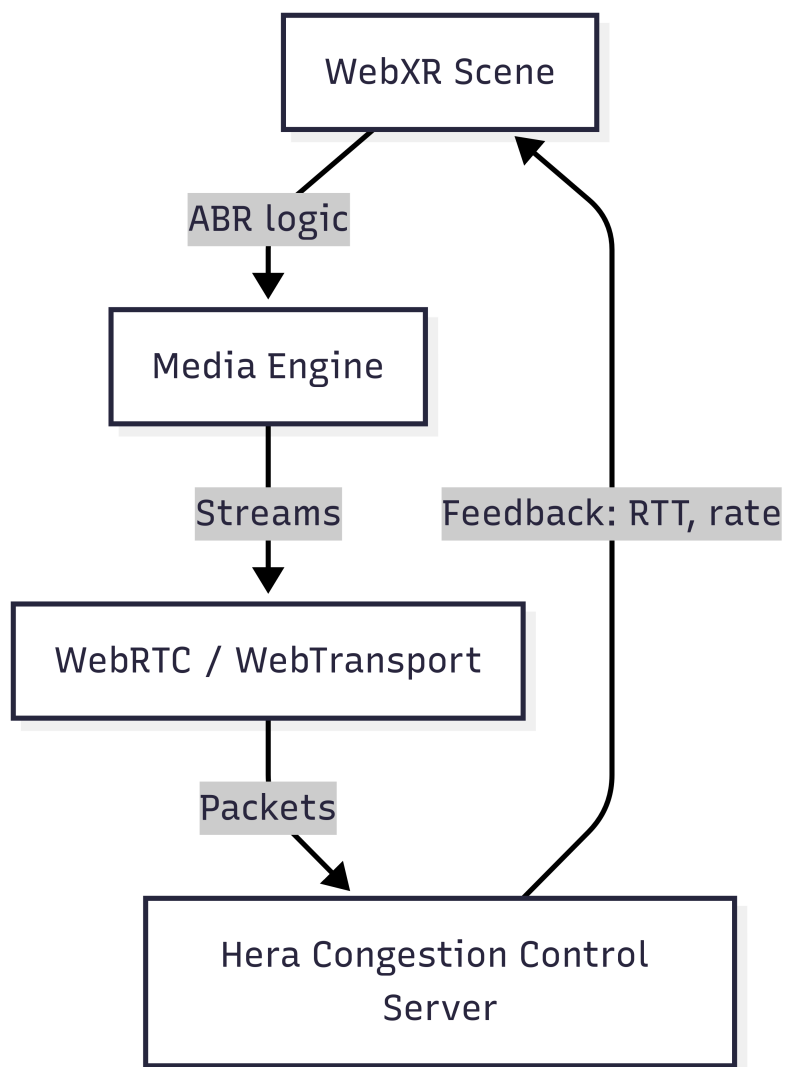 WebXR Scene
ABR logic
Media Engine
Streams
Feedback: RTT, rate
WebRTC / WebTransport
Packets
Hera Congestion Control
Server